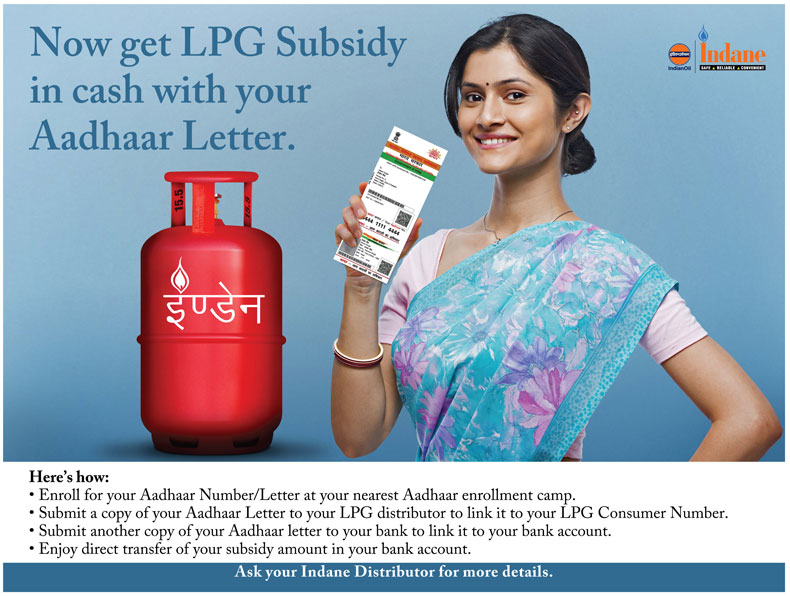 Now get LPG Subsidy
in cash with your
Aadhaar Letter.
इंडियनऑयल
IndianOil
Indane
SAFE ▲ RELIABLE ▲ CONVENIENT
15.5
15.5
इण्डेन
4444 1111 4444
Here’s how:
• Enroll for your Aadhaar Number/Letter at your nearest Aadhaar enrollment camp.
• Submit a copy of your Aadhaar Letter to your LPG distributor to link it to your LPG Consumer Number.
• Submit another copy of your Aadhaar letter to your bank to link it to your bank account.
• Enjoy direct transfer of your subsidy amount in your bank account.
Ask your Indane Distributor for more details.